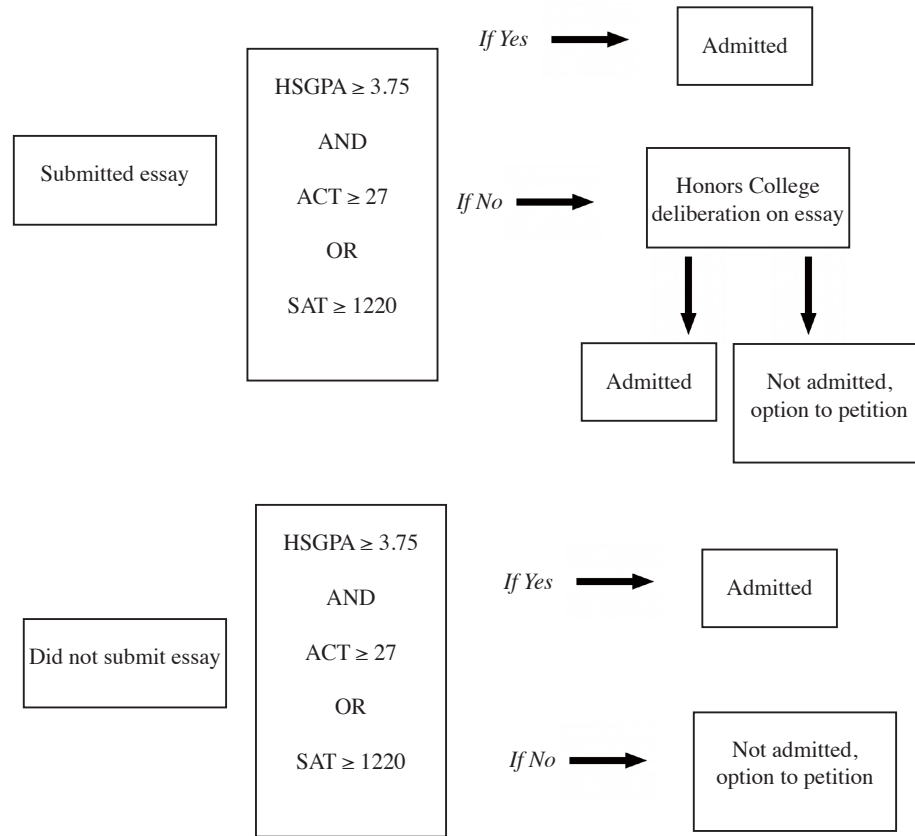 If Yes
Admitted
HSGPA ≥ 3.75
AND
ACT ≥ 27
OR
SAT ≥ 1220
Submitted essay
If No
Honors College
deliberation on essay
Admitted
Not admitted,
option to petition
HSGPA ≥ 3.75
AND
ACT ≥ 27
OR
SAT ≥ 1220
Did not submit essay
If Yes
Admitted
If No
Not admitted,
option to petition